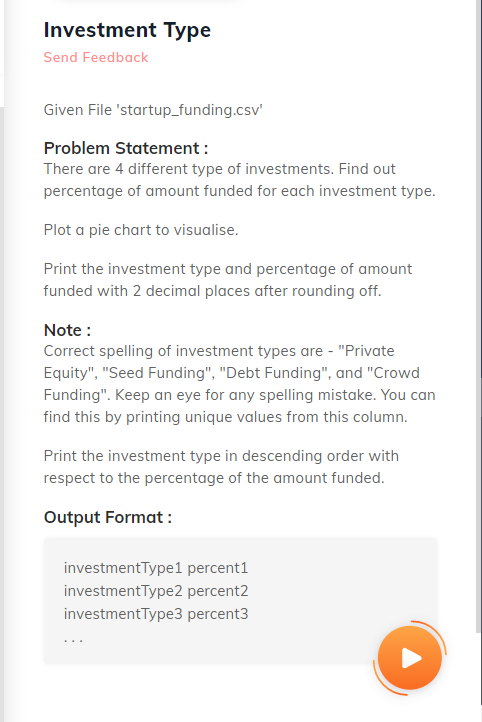 Investment Type
Send Feedback
Given File 'startup_funding.csv'
Problem Statement :
There are 4 different type of investments. Find out
percentage of amount funded for each investment type.
Plot a pie chart to visualise.
Print the investment type and percentage of amount
funded with 2 decimal places after rounding off.
Note :
Correct spelling of investment types are - "Private
Equity", "Seed Funding", "Debt Funding", and "Crowd
Funding". Keep an eye for any spelling mistake. You can
find this by printing unique values from this column.
Print the investment type in descending order with
respect to the percentage of the amount funded.
Output Format :
investmentType1 percent1
investmentType2 percent2
investmentType3 percent3
. . .